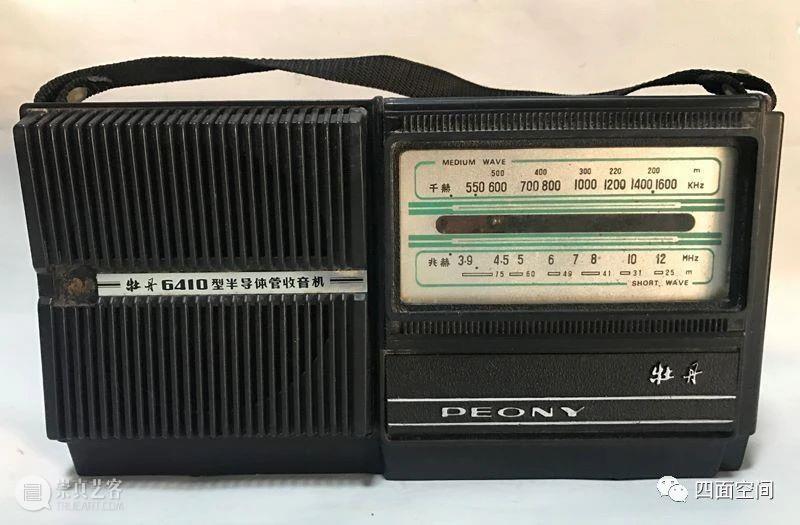 MEDIUM WAVE
500 400 300 220 200 m
千赫 550 600 700 800 1000 1200 1400 1600 KHz
兆赫 3·9 4·5 5 6 7 8 10 12 MHz
75 60 49 41 31 25 m
SHORT WAVE
牡丹 6410 型半导体管收音机
牡丹
PEONY
崇真艺客
TRUEART.COM
四面空间